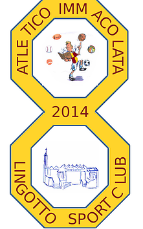 ATLETICO IMMACOLATA
2014
LINGOTTO SPORT CLUB